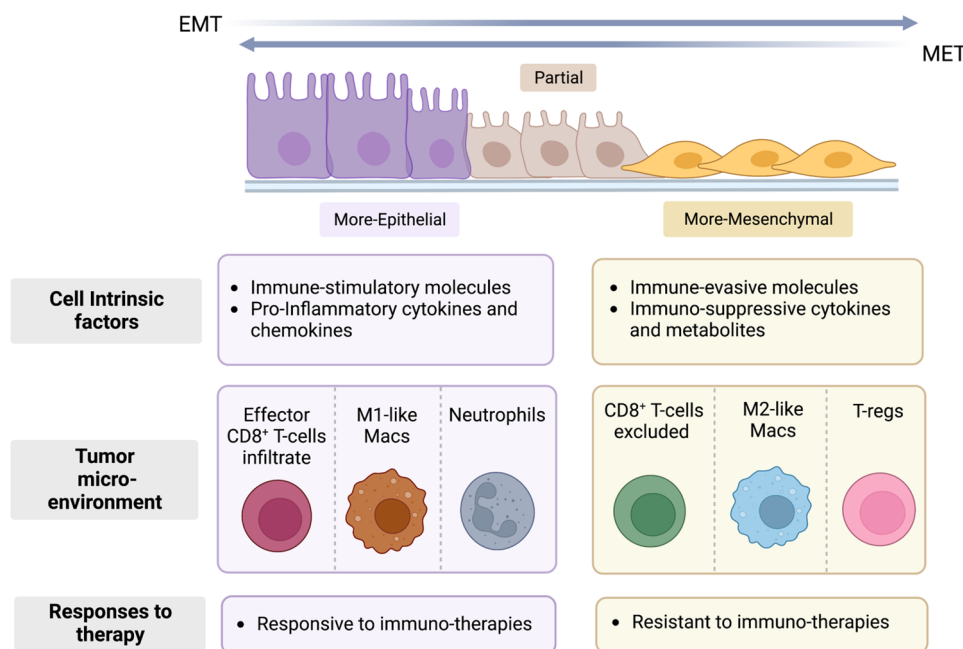 EMT
MET
Partial
More-Epithelial
More-Mesenchymal
Cell Intrinsic
factors
• Immune-stimulatory molecules
• Pro-Inflammatory cytokines and
chemokines
• Immune-evasive molecules
• Immuno-suppressive cytokines
and metabolites
Tumor
micro-
environment
Effector
CD8⁺ T-cells
infiltrate
M1-like
Macs
Neutrophils
CD8⁺ T-cells
excluded
M2-like
Macs
T-regs
Responses to
therapy
• Responsive to immuno-therapies
• Resistant to immuno-therapies